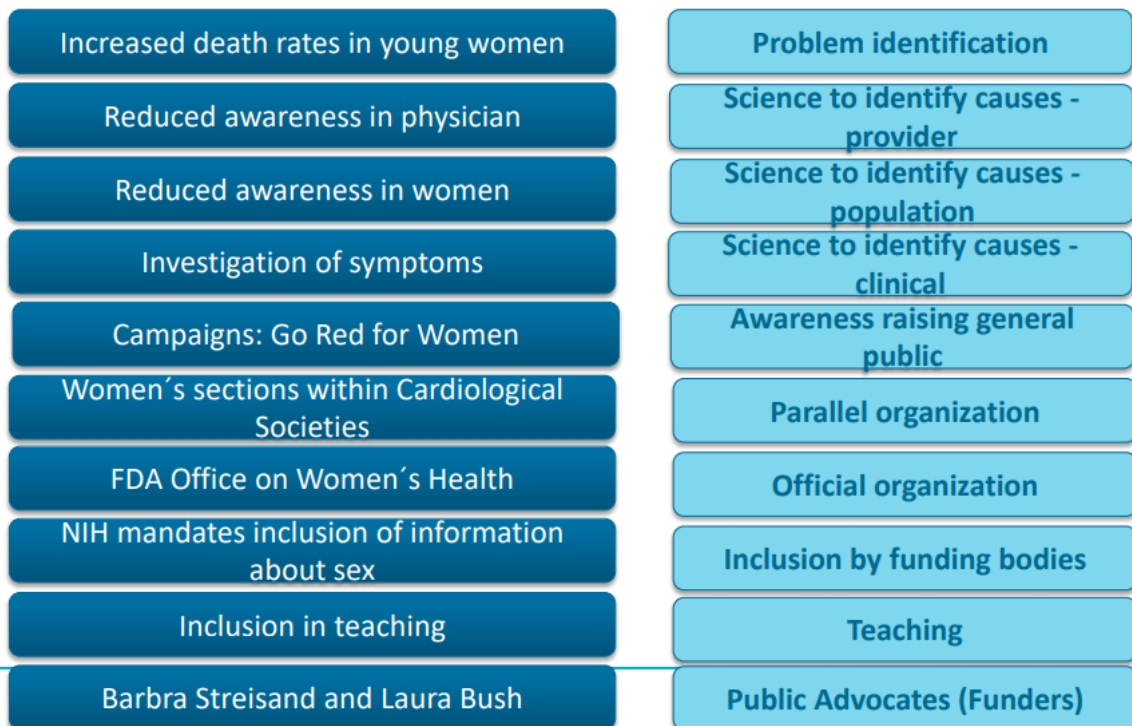 Increased death rates in young women
Problem identification
Reduced awareness in physician
Science to identify causes -
provider
Reduced awareness in women
Science to identify causes -
population
Investigation of symptoms
Science to identify causes -
clinical
Campaigns: Go Red for Women
Awareness raising general
public
Women´s sections within Cardiological
Societies
Parallel organization
FDA Office on Women´s Health
Official organization
NIH mandates inclusion of information
about sex
Inclusion by funding bodies
Inclusion in teaching
Teaching
Barbra Streisand and Laura Bush
Public Advocates (Funders)